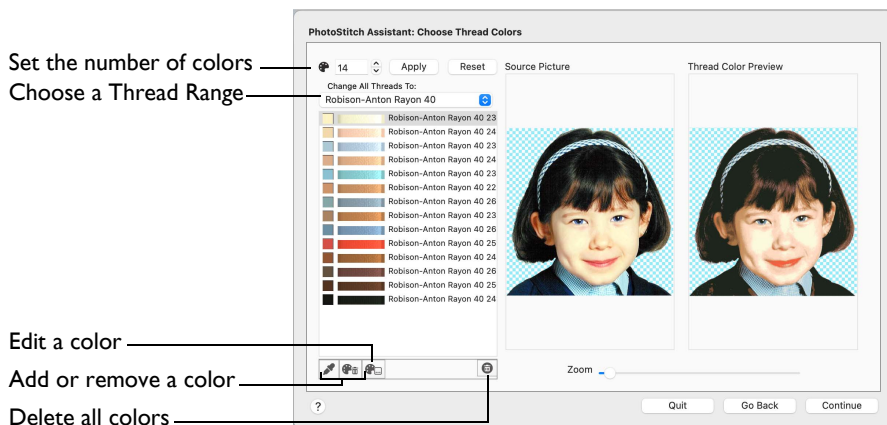 PhotoStitch Assistant: Choose Thread Colors
Set the number of colors
14
Apply
Reset
Source Picture
Thread Color Preview
Choose a Thread Range
Change All Threads To:
Robison-Anton Rayon 40
Robison-Anton Rayon 40 23
Robison-Anton Rayon 40 24
Robison-Anton Rayon 40 23
Robison-Anton Rayon 40 24
Robison-Anton Rayon 40 23
Robison-Anton Rayon 40 22
Robison-Anton Rayon 40 26
Robison-Anton Rayon 40 23
Robison-Anton Rayon 40 26
Robison-Anton Rayon 40 25
Robison-Anton Rayon 40 24
Robison-Anton Rayon 40 26
Robison-Anton Rayon 40 25
Robison-Anton Rayon 40 24
Edit a color
Add or remove a color
Zoom
Delete all colors
?
Quit
Go Back
Continue